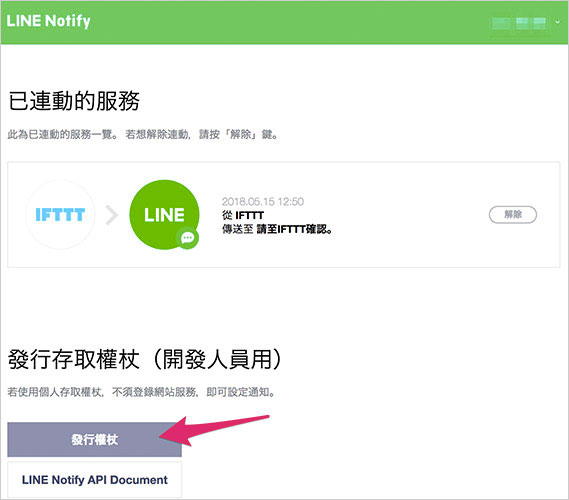 LINE Notify
已連動的服務
此為已連動的服務一覽。若想解除連動，請按「解除」鍵。
IFTTT
LINE
2018.05.15 12:50
從 IFTTT
傳送至 請至IFTTT確認。
解除
發行存取權杖（開發人員用）
若使用個人存取權杖，不須登錄網站服務，即可設定通知。
發行權杖
LINE Notify API Document